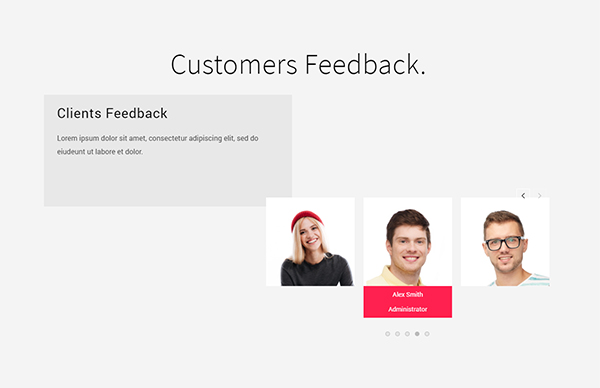 Customers Feedback.
Clients Feedback
Lorem ipsum dolor sit amet, consectetur adipiscing elit, sed do
eiudeunt ut labore et dolor.
Alex Smith
Administrator